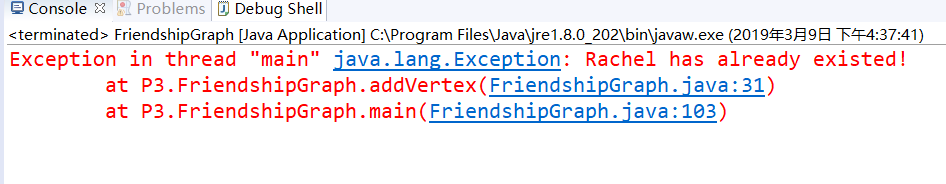 Console Problems Debug Shell
<terminated> FriendshipGraph [Java Application] C:\Program Files\Java\jre1.8.0_202\bin\javaw.exe (2019年3月9日 下午4:37:41)
Exception in thread "main" java.lang.Exception: Rachel has already existed!
at P3.FriendshipGraph.addVertex(FriendshipGraph.java:31)
at P3.FriendshipGraph.main(FriendshipGraph.java:103)